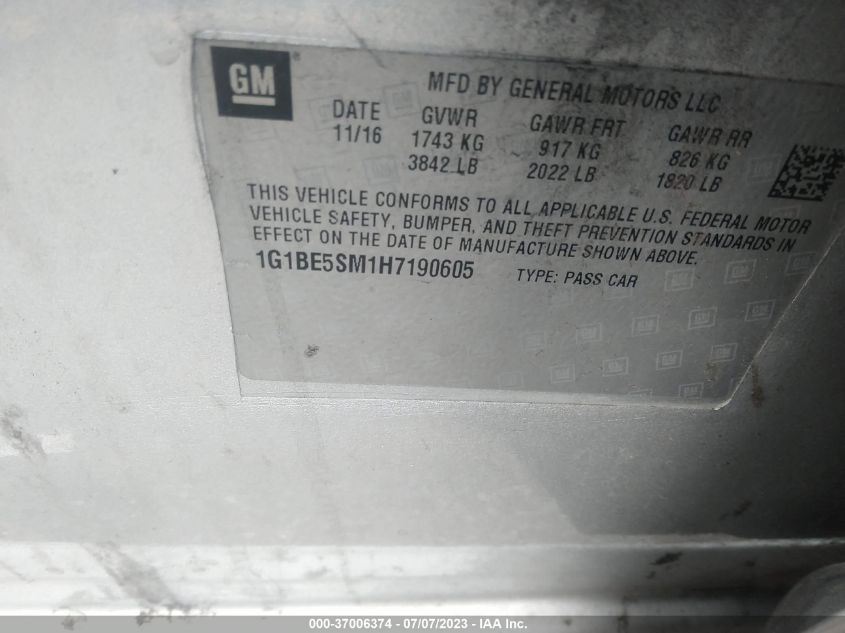 GM
MFD BY GENERAL MOTORS LLC
DATE GVWR GAWR FRT GAWR RR
11/16 1743 KG 917 KG 826 KG
3842 LB 2022 LB 1820 LB
THIS VEHICLE CONFORMS TO ALL APPLICABLE U.S. FEDERAL MOTOR
VEHICLE SAFETY, BUMPER, AND THEFT PREVENTION STANDARDS IN
EFFECT ON THE DATE OF MANUFACTURE SHOWN ABOVE.
1G1BE5SM1H7190605 TYPE: PASS CAR
000-37006374 - 07/07/2023 - IAA Inc.